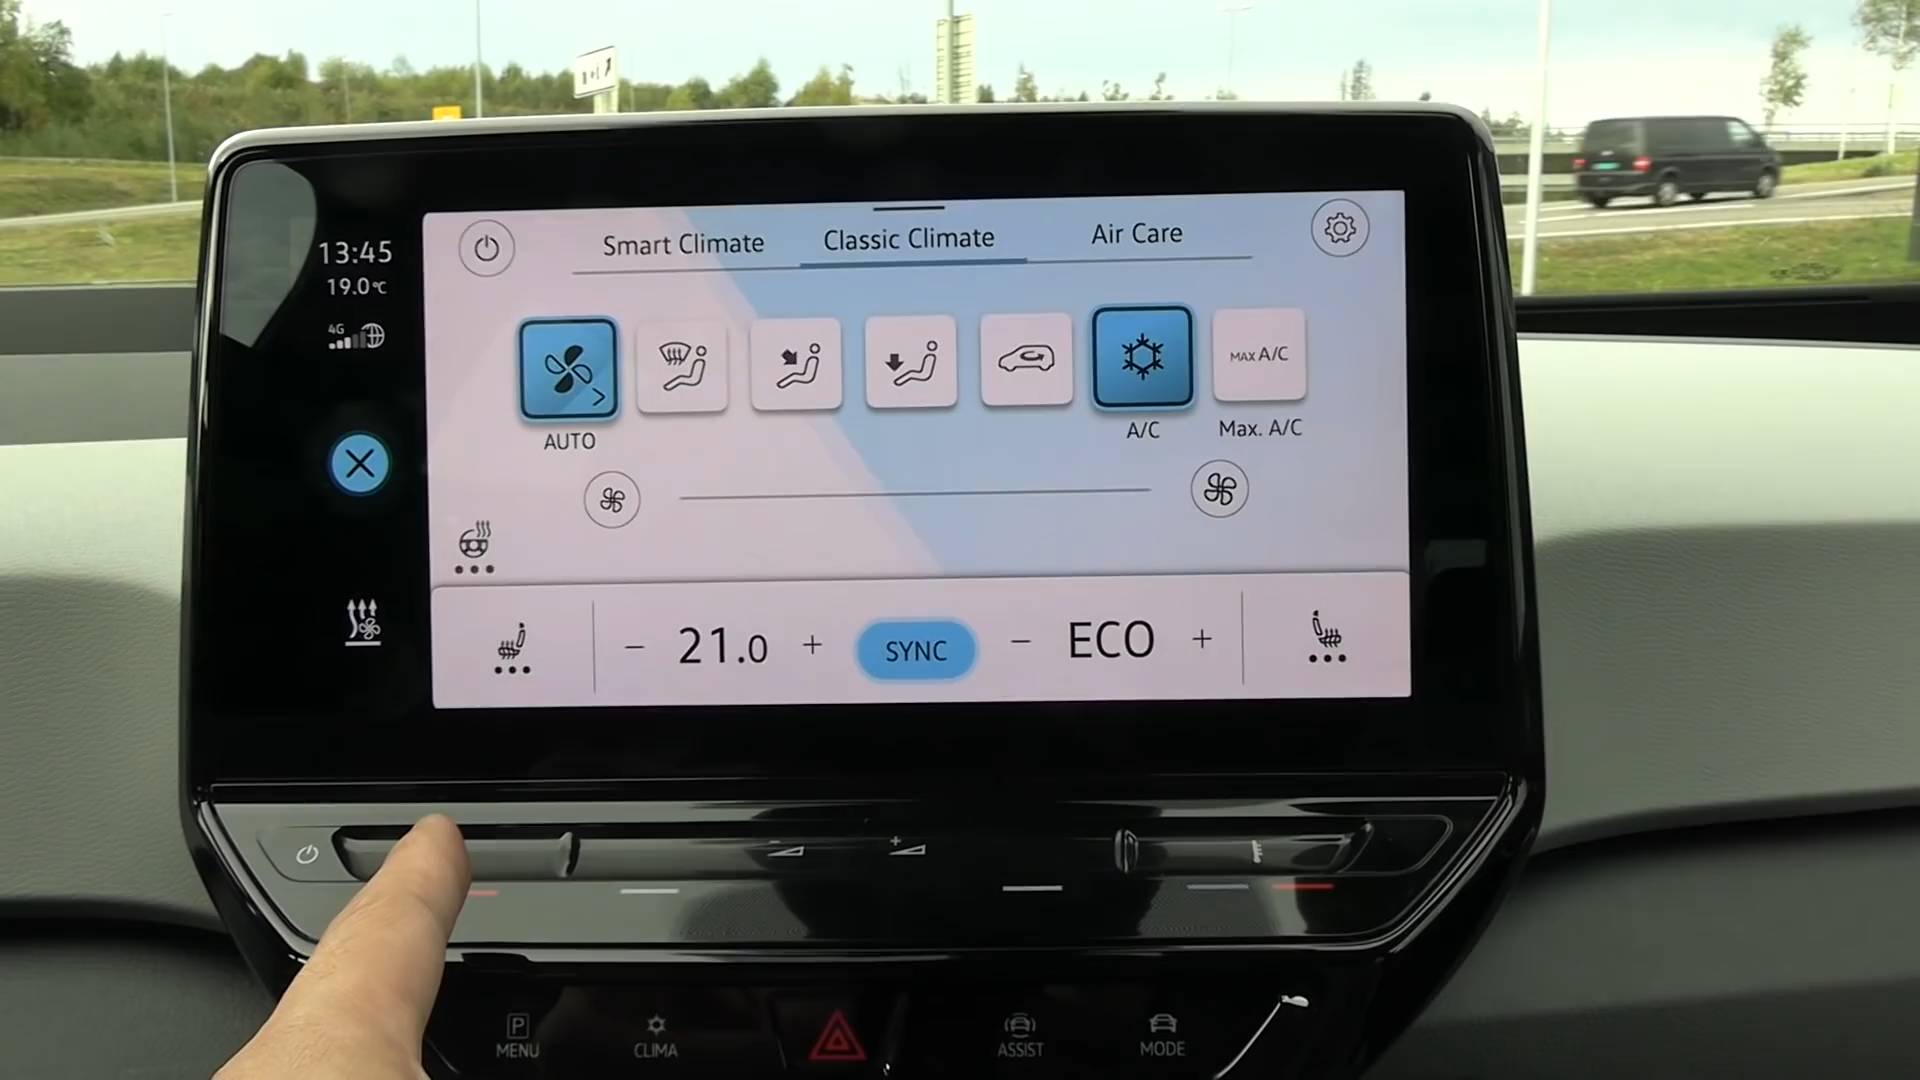 13:45
19.0°C
4G
Smart Climate
Classic Climate
Air Care
MAX A/C
AUTO
A/C
Max. A/C
- 21.0 +
SYNC
- ECO +
- +
P
MENU
CLIMA
ASSIST
MODE